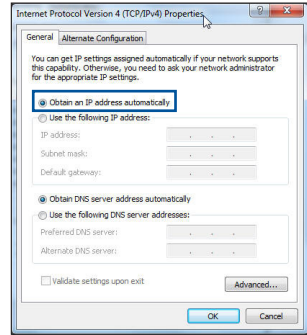 Internet Protocol Version 4 (TCP/IPv4) Properties
General
Alternate Configuration
You can get IP settings assigned automatically if your network supports
this capability. Otherwise, you need to ask your network administrator
for the appropriate IP settings.
Obtain an IP address automatically
Use the following IP address:
IP address:
Subnet mask:
Default gateway:
Obtain DNS server address automatically
Use the following DNS server addresses:
Preferred DNS server:
Alternate DNS server:
Validate settings upon exit
Advanced...
OK
Cancel